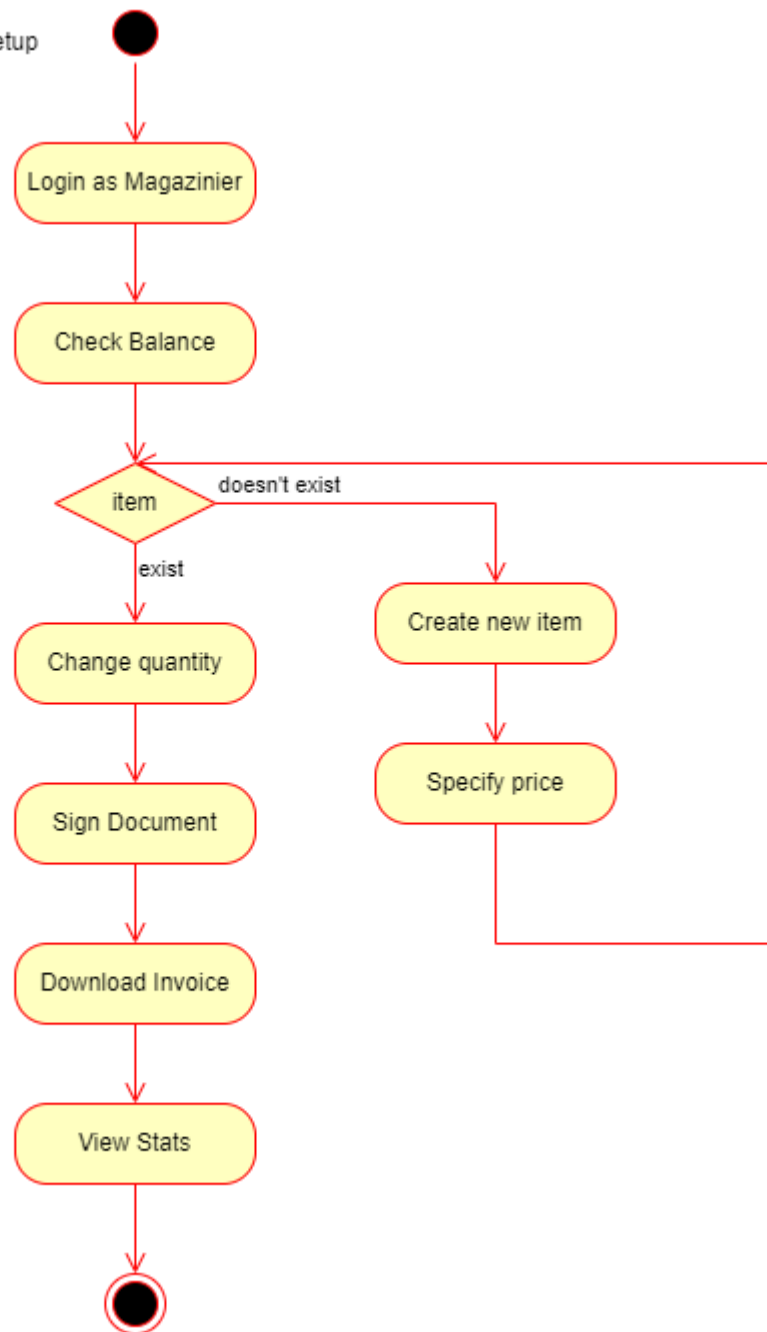 etup
Login as Magazinier
Check Balance
item
doesn't exist
exist
Change quantity
Create new item
Specify price
Sign Document
Download Invoice
View Stats